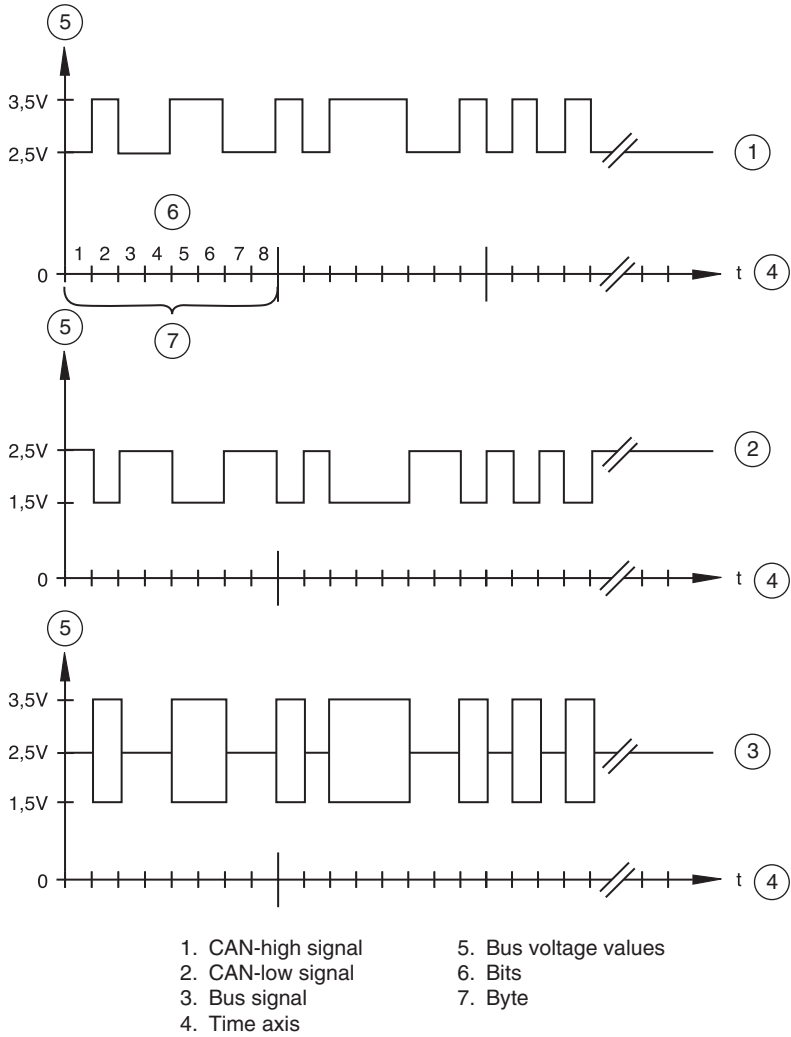 5
3,5V
2,5V
1
6
1 2 3 4 5 6 7 8
0
t 4
7
5
2,5V
2
1,5V
0
t 4
5
3,5V
2,5V
3
1,5V
0
t 4
1. CAN-high signal
2. CAN-low signal
3. Bus signal
4. Time axis
5. Bus voltage values
6. Bits
7. Byte